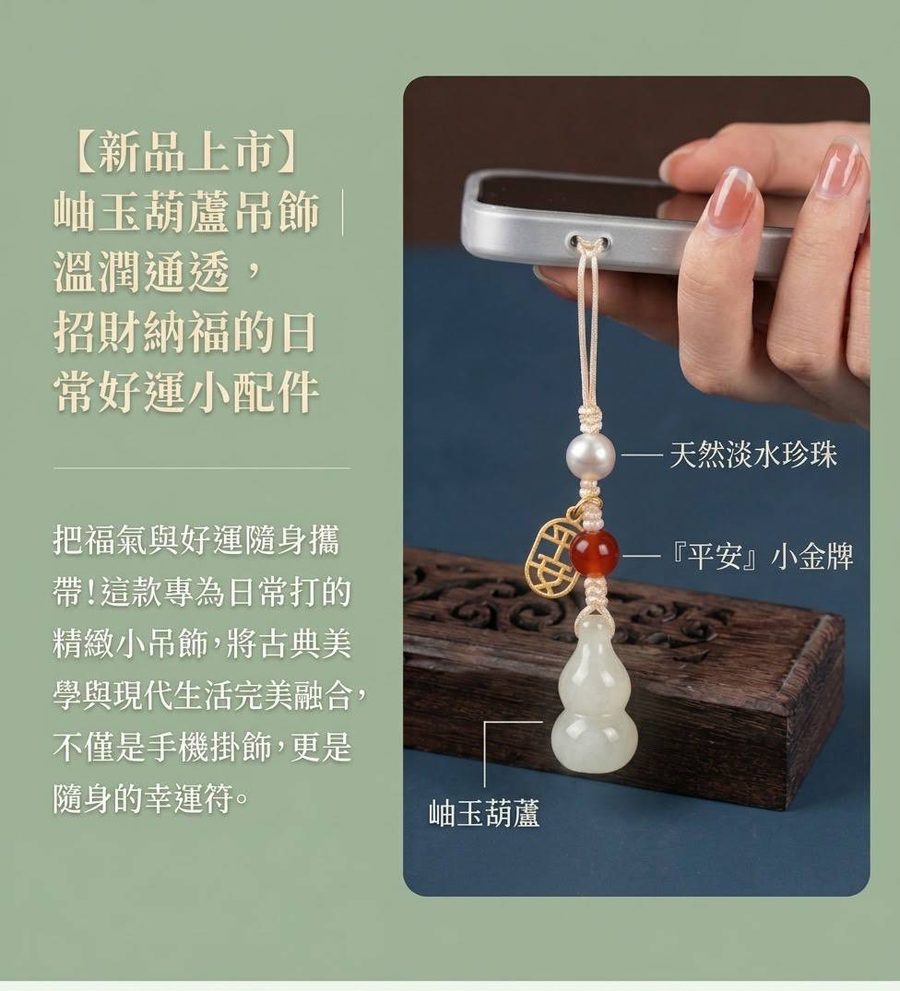 【新品上市】
岫玉葫蘆吊飾｜
溫潤通透，
招財納福的日
常好運小配件
把福氣與好運隨身攜
帶！這款專為日常打的
精緻小吊飾，將古典美
學與現代生活完美融合，
不僅是手機掛飾，更是
隨身的幸運符。
天然淡水珍珠
『平安』小金牌
岫玉葫蘆
平安